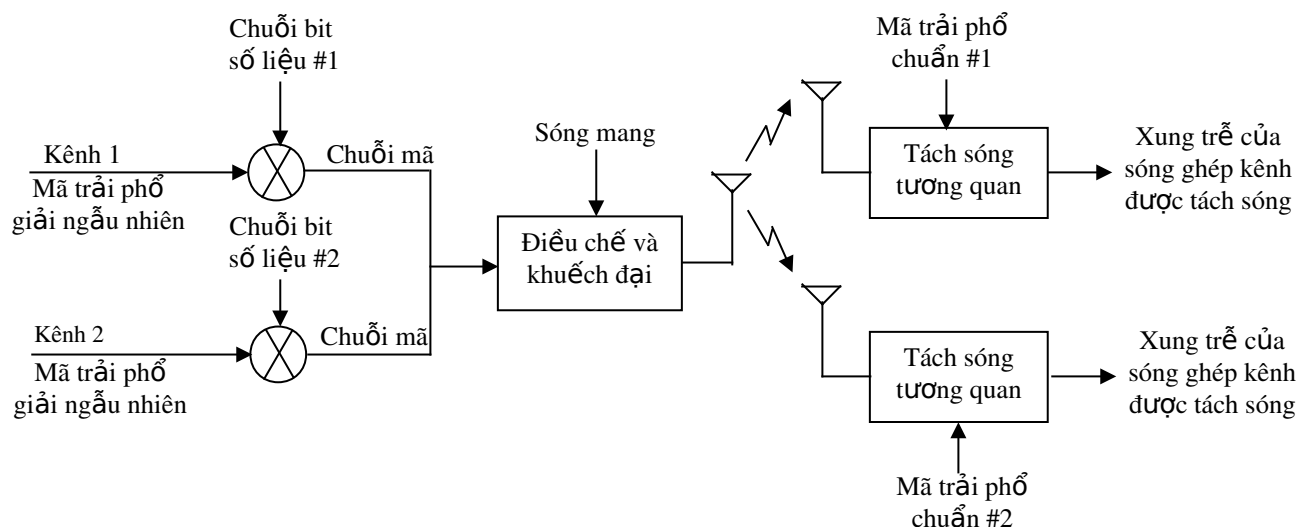 Chuỗi bit
số liệu #1
Kênh 1
Mã trải phổ
giải ngẫu nhiên
Chuỗi mã
Chuỗi bit
số liệu #2
Kênh 2
Mã trải phổ
giải ngẫu nhiên
Chuỗi mã
Sóng mang
Điều chế và
khuếch đại
Mã trải phổ
chuẩn #1
Tách sóng
tương quan
Xung trễ của
sóng ghép kênh
được tách sóng
Tách sóng
tương quan
Xung trễ của
sóng ghép kênh
được tách sóng
Mã trải phổ
chuẩn #2